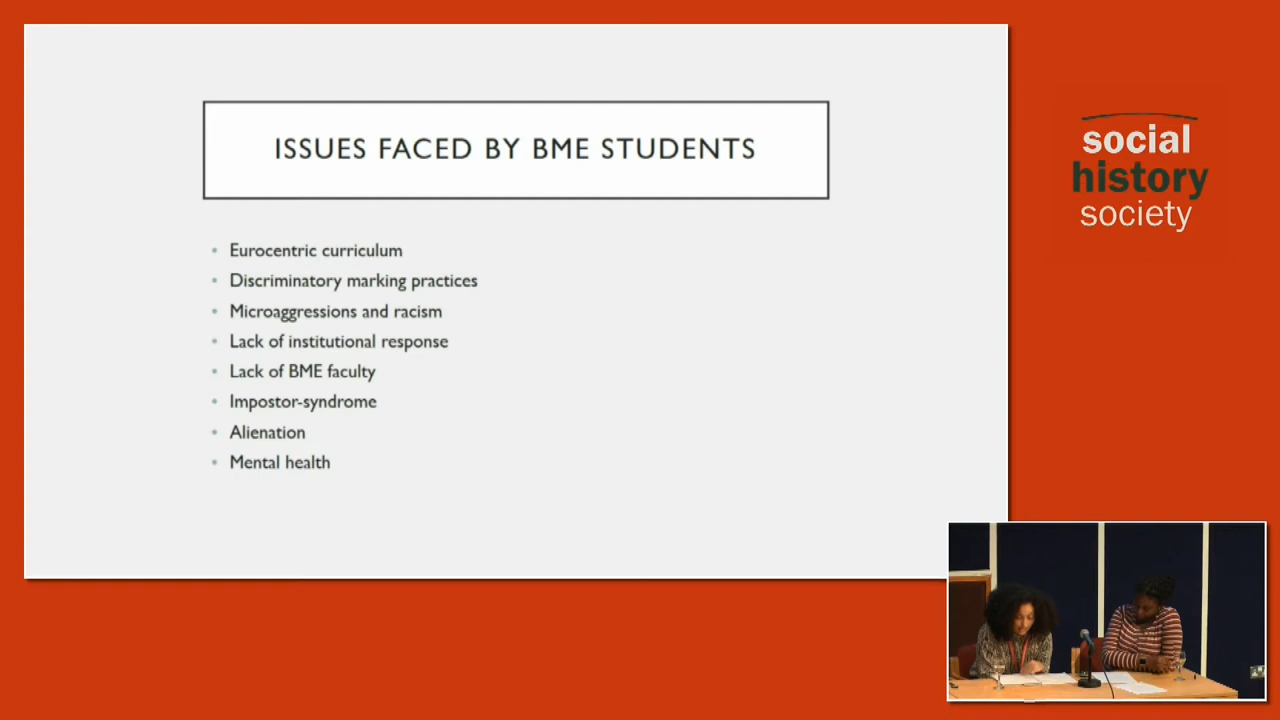 ISSUES FACED BY BME STUDENTS
Eurocentric curriculum
Discriminatory marking practices
Microaggressions and racism
Lack of institutional response
Lack of BME faculty
Impostor-syndrome
Alienation
Mental health
social
history
society